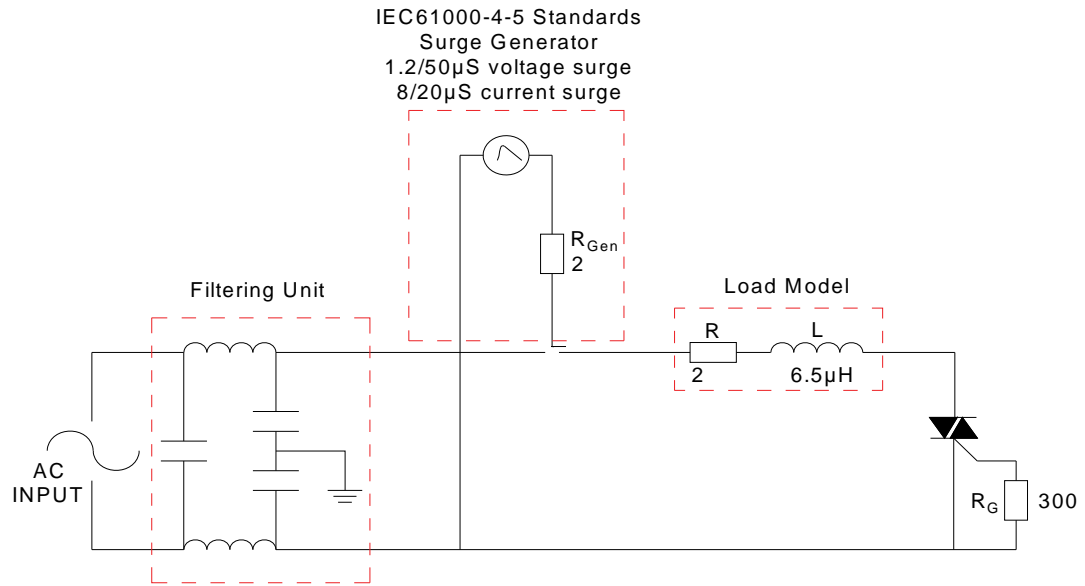 IEC61000-4-5 Standards
Surge Generator
1.2/50µS voltage surge
8/20µS current surge
RGen
2
Filtering Unit
Load Model
R
L
2
6.5µH
AC
INPUT
RG
300